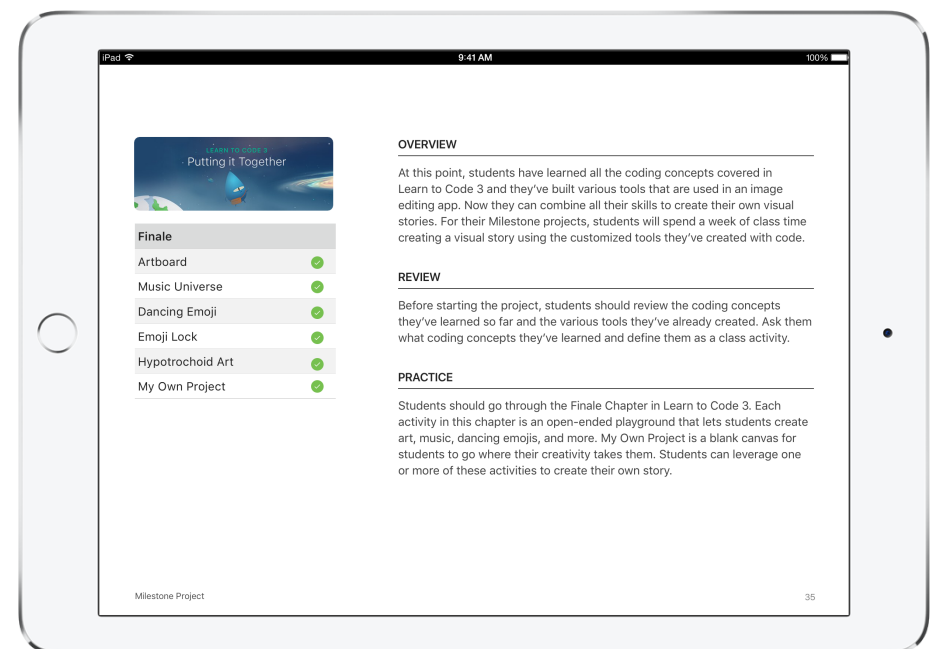 iPad
9:41 AM
100%
LEARN TO CODE 3
Putting it Together
Finale
Artboard
Music Universe
Dancing Emoji
Emoji Lock
Hypotrochoid Art
My Own Project
OVERVIEW
At this point, students have learned all the coding concepts covered in
Learn to Code 3 and they’ve built various tools that are used in an image
editing app. Now they can combine all their skills to create their own visual
stories. For their Milestone projects, students will spend a week of class time
creating a visual story using the customized tools they’ve created with code.
REVIEW
Before starting the project, students should review the coding concepts
they’ve learned so far and the various tools they’ve already created. Ask them
what coding concepts they’ve learned and define them as a class activity.
PRACTICE
Students should go through the Finale Chapter in Learn to Code 3. Each
activity in this chapter is an open-ended playground that lets students create
art, music, dancing emojis, and more. My Own Project is a blank canvas for
students to go where their creativity takes them. Students can leverage one
or more of these activities to create their own story.
Milestone Project
35